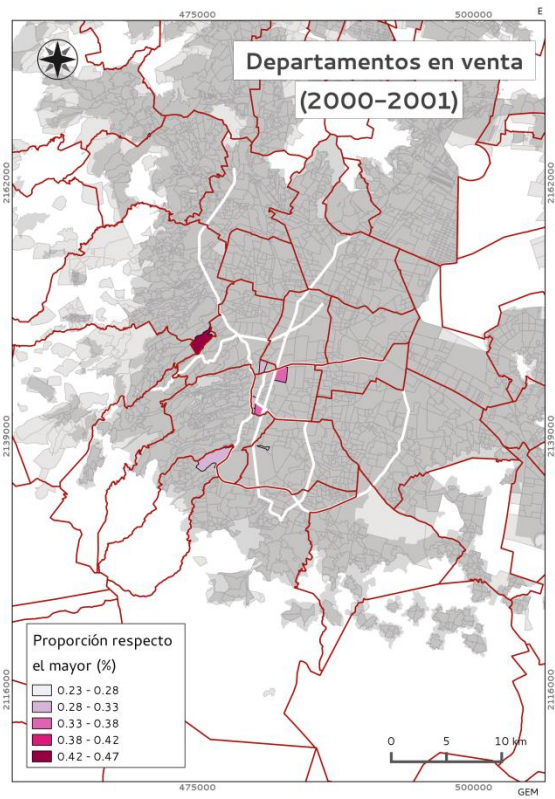 475000
500000
E
Departamentos en venta
(2000-2001)
2162000
2162000
2139000
2139000
2116000
2116000
Proporción respecto
el mayor (%)
0.23 - 0.28
0.28 - 0.33
0.33 - 0.38
0.38 - 0.42
0.42 - 0.47
0 5 10 km
475000
500000
GEM